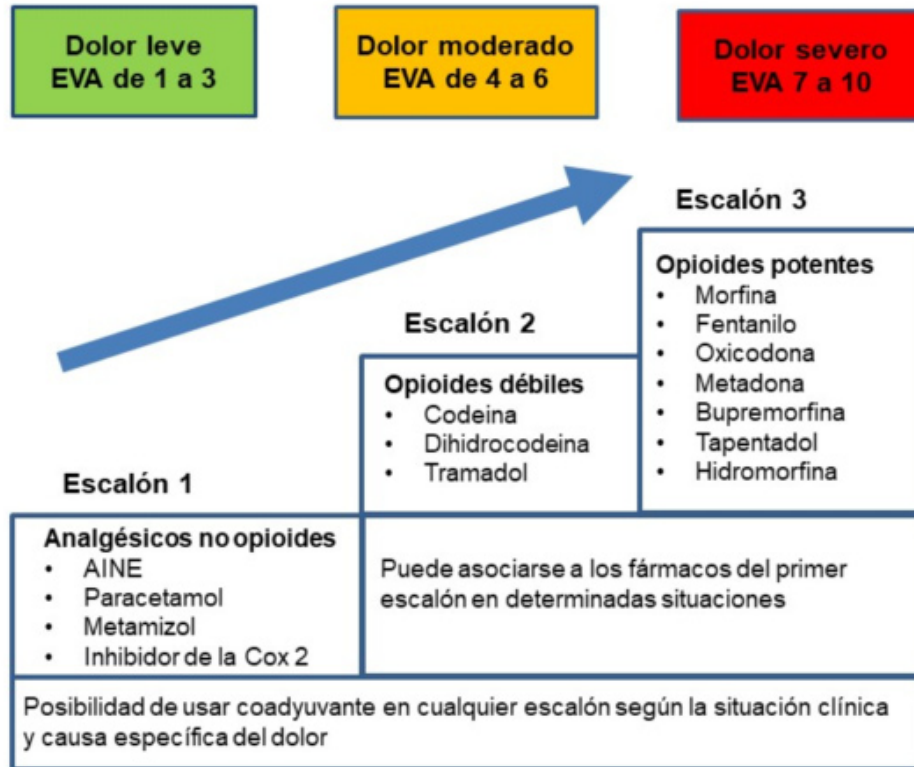 Dolor leve
EVA de 1 a 3
Dolor moderado
EVA de 4 a 6
Dolor severo
EVA 7 a 10
Escalón 3
Opioides potentes
• Morfina
• Fentanilo
• Oxicodona
• Metadona
• Bupremorfina
• Tapentadol
• Hidromorfina
Escalón 2
Opioides débiles
• Codeina
• Dihidrocodeina
• Tramadol
Escalón 1
Analgésicos no opioides
• AINE
• Paracetamol
• Metamizol
• Inhibidor de la Cox 2
Puede asociarse a los fármacos del primer
escalón en determinadas situaciones
Posibilidad de usar coadyuvante en cualquier escalón según la situación clínica
y causa específica del dolor